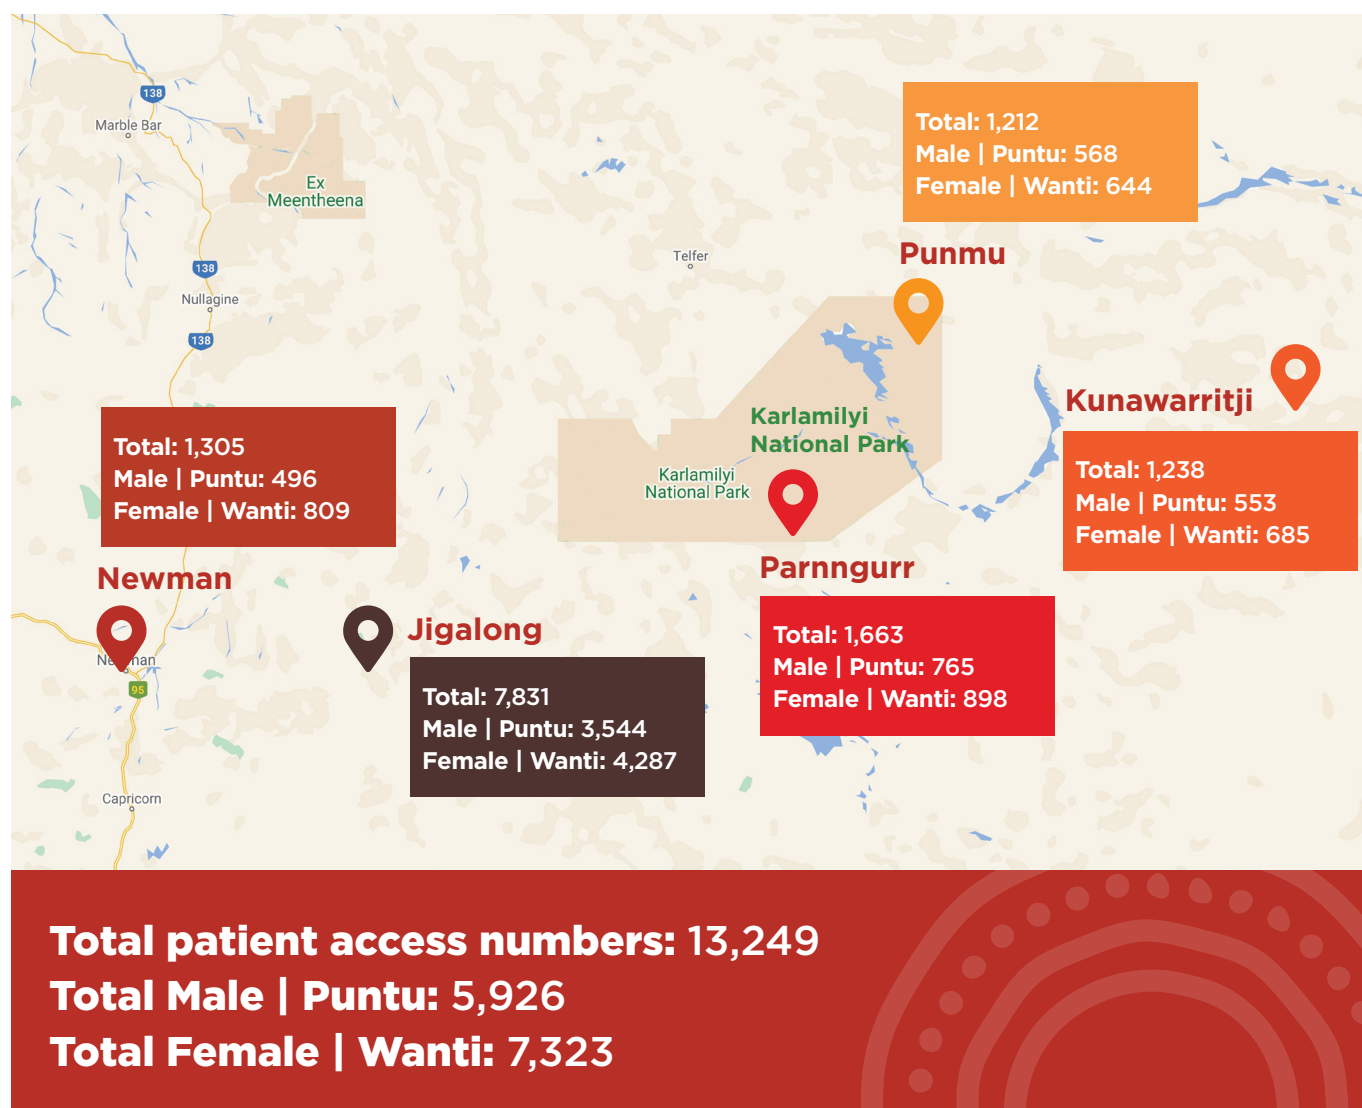 138
Marble Bar
Ex
Meentheena
Total: 1,212
Male | Puntu: 568
Female | Wanti: 644
Punmu
Telfer
138
Nullagine
138
Kunawarritji
Total: 1,238
Male | Puntu: 553
Female | Wanti: 685
Karlamilyi
National Park
Karlamilyi
National Park
Total: 1,305
Male | Puntu: 496
Female | Wanti: 809
Newman
Newman
95
Jigalong
Total: 7,831
Male | Puntu: 3,544
Female | Wanti: 4,287
Parnngurr
Total: 1,663
Male | Puntu: 765
Female | Wanti: 898
Capricorn
Total patient access numbers: 13,249
Total Male | Puntu: 5,926
Total Female | Wanti: 7,323